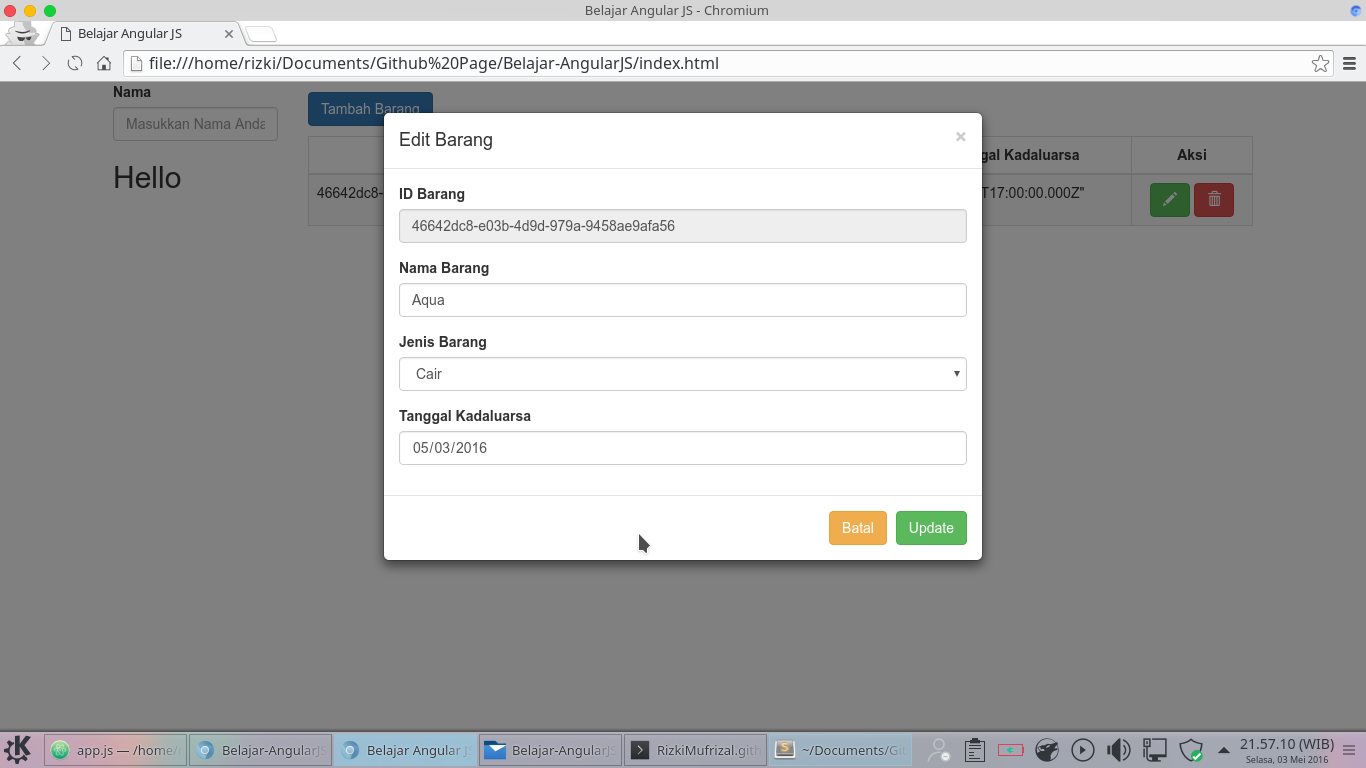 Belajar Angular JS - Chromium
Belajar Angular JS
file:///home/rizki/Documents/Github%20Page/Belajar-AngularJS/index.html
Nama
Masukkan Nama Anda
Hello
Tambah Barang
gal Kadaluarsa
Aksi
46642dc8-
T17:00:00.000Z"
Edit Barang
×
ID Barang
46642dc8-e03b-4d9d-979a-9458ae9afa56
Nama Barang
Aqua
Jenis Barang
Cair
Tanggal Kadaluarsa
05/03/2016
Batal
Update
app.js — /home/
Belajar-AngularJS
Belajar Angular J
Belajar-AngularJS
RizkiMufrizal.gith
~/Documents/Git
21.57.10 (WIB)
Selasa, 03 Mei 2016